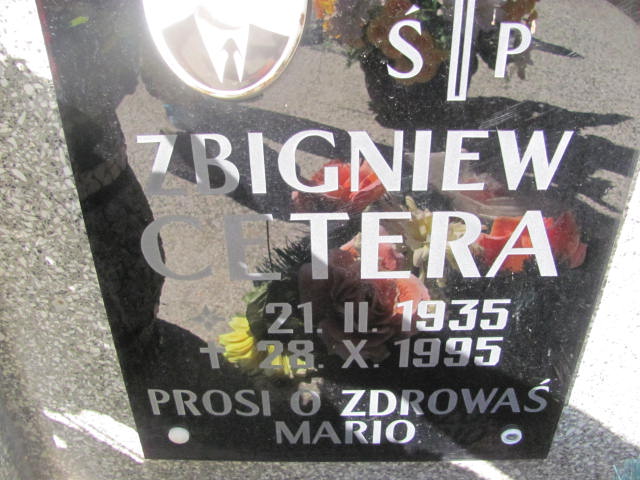 Ś P
ZBIGNIEW
CETERA
★ 21. II. 1935
✝ 28. X. 1995
PROSI O ZDROWAŚ
MARIO